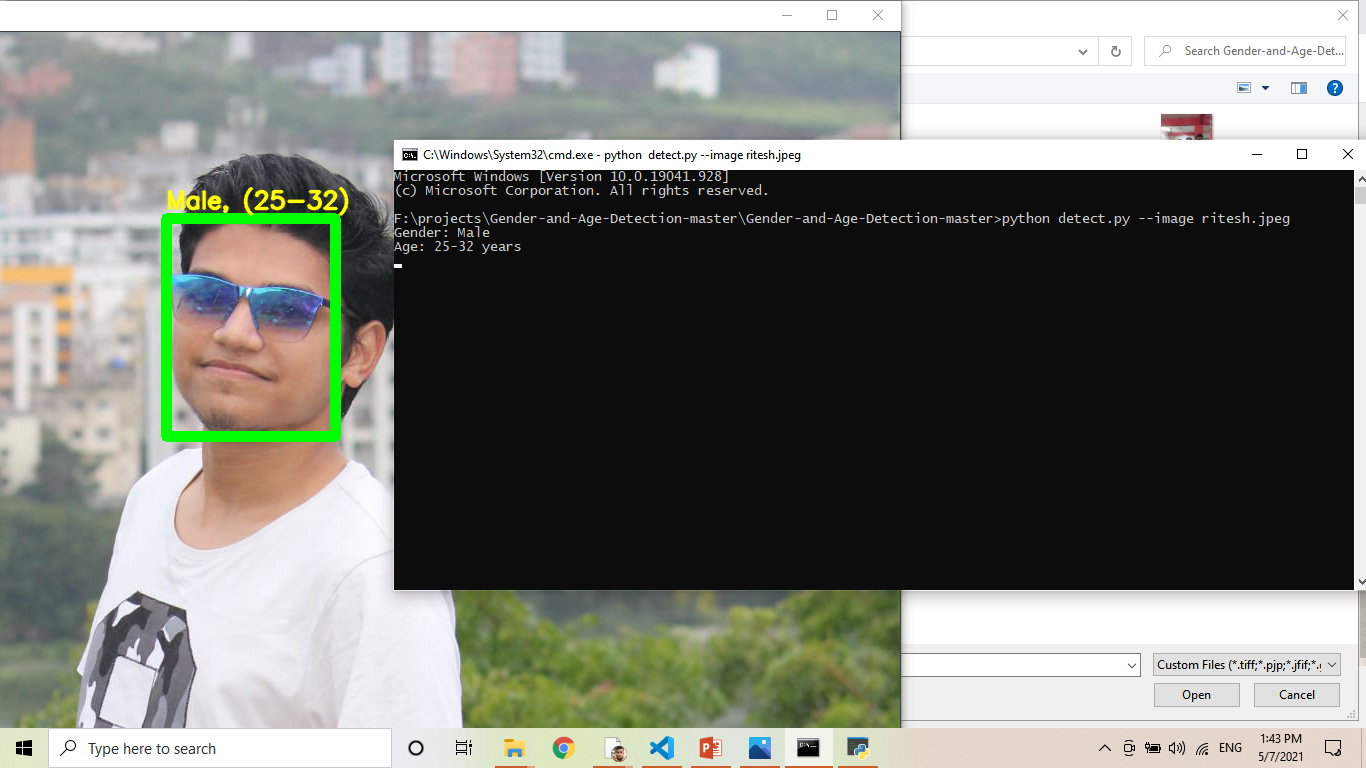 Search Gender-and-Age-Det...
C:\Windows\System32\cmd.exe - python  detect.py --image ritesh.jpeg
Microsoft Windows [Version 10.0.19041.928]
(c) Microsoft Corporation. All rights reserved.
F:\projects\Gender-and-Age-Detection-master\Gender-and-Age-Detection-master>python detect.py --image ritesh.jpeg
Gender: Male
Age: 25-32 years
Male, (25-32)
Custom Files (*.tiff;*.pjp;*.jfif;*.
Open
Cancel
Type here to search
ENG
1:43 PM
5/7/2021